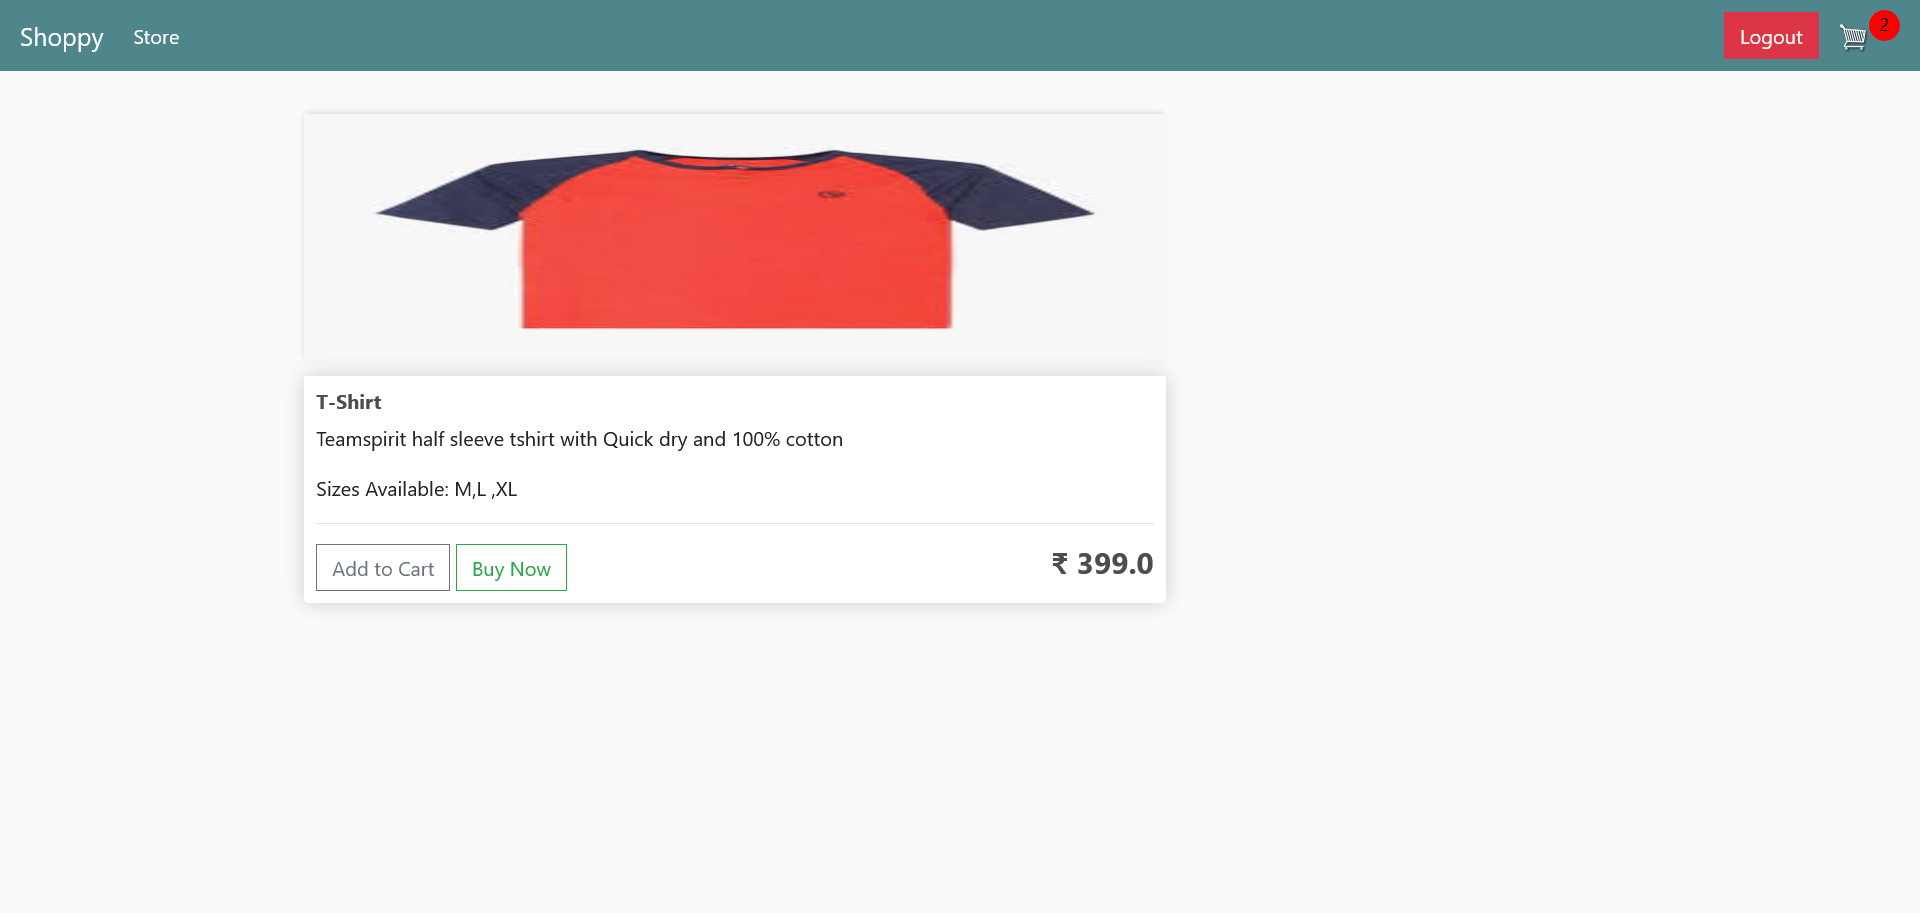 Shoppy Store Logout 2
T-Shirt
Teamspirit half sleeve tshirt with Quick dry and 100% cotton
Sizes Available: M,L ,XL
Add to Cart Buy Now ₹ 399.0